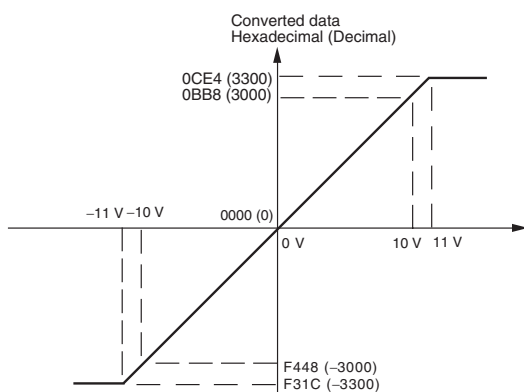 Converted data
Hexadecimal (Decimal)
0CE4 (3300)
0BB8 (3000)
−11 V −10 V
0000 (0)
0 V
10 V
11 V
F448 (−3000)
F31C (−3300)